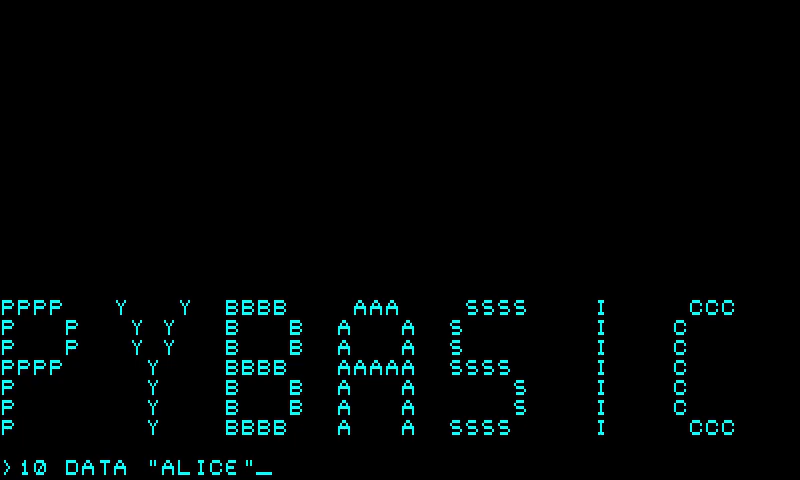 PPPP   Y   Y  BBBB    AAA    SSSS    I     CCC
P   P   Y Y   B   B  A   A  S        I    C
P   P   Y Y   B   B  A   A  S        I    C
PPPP     Y    BBBB   AAAAA  SSSS     I    C
P        Y    B   B  A   A      S    I    C
P        Y    B   B  A   A      S    I    C
P        Y    BBBB   A   A  SSSS     I     CCC
>10 DATA "ALICE"_